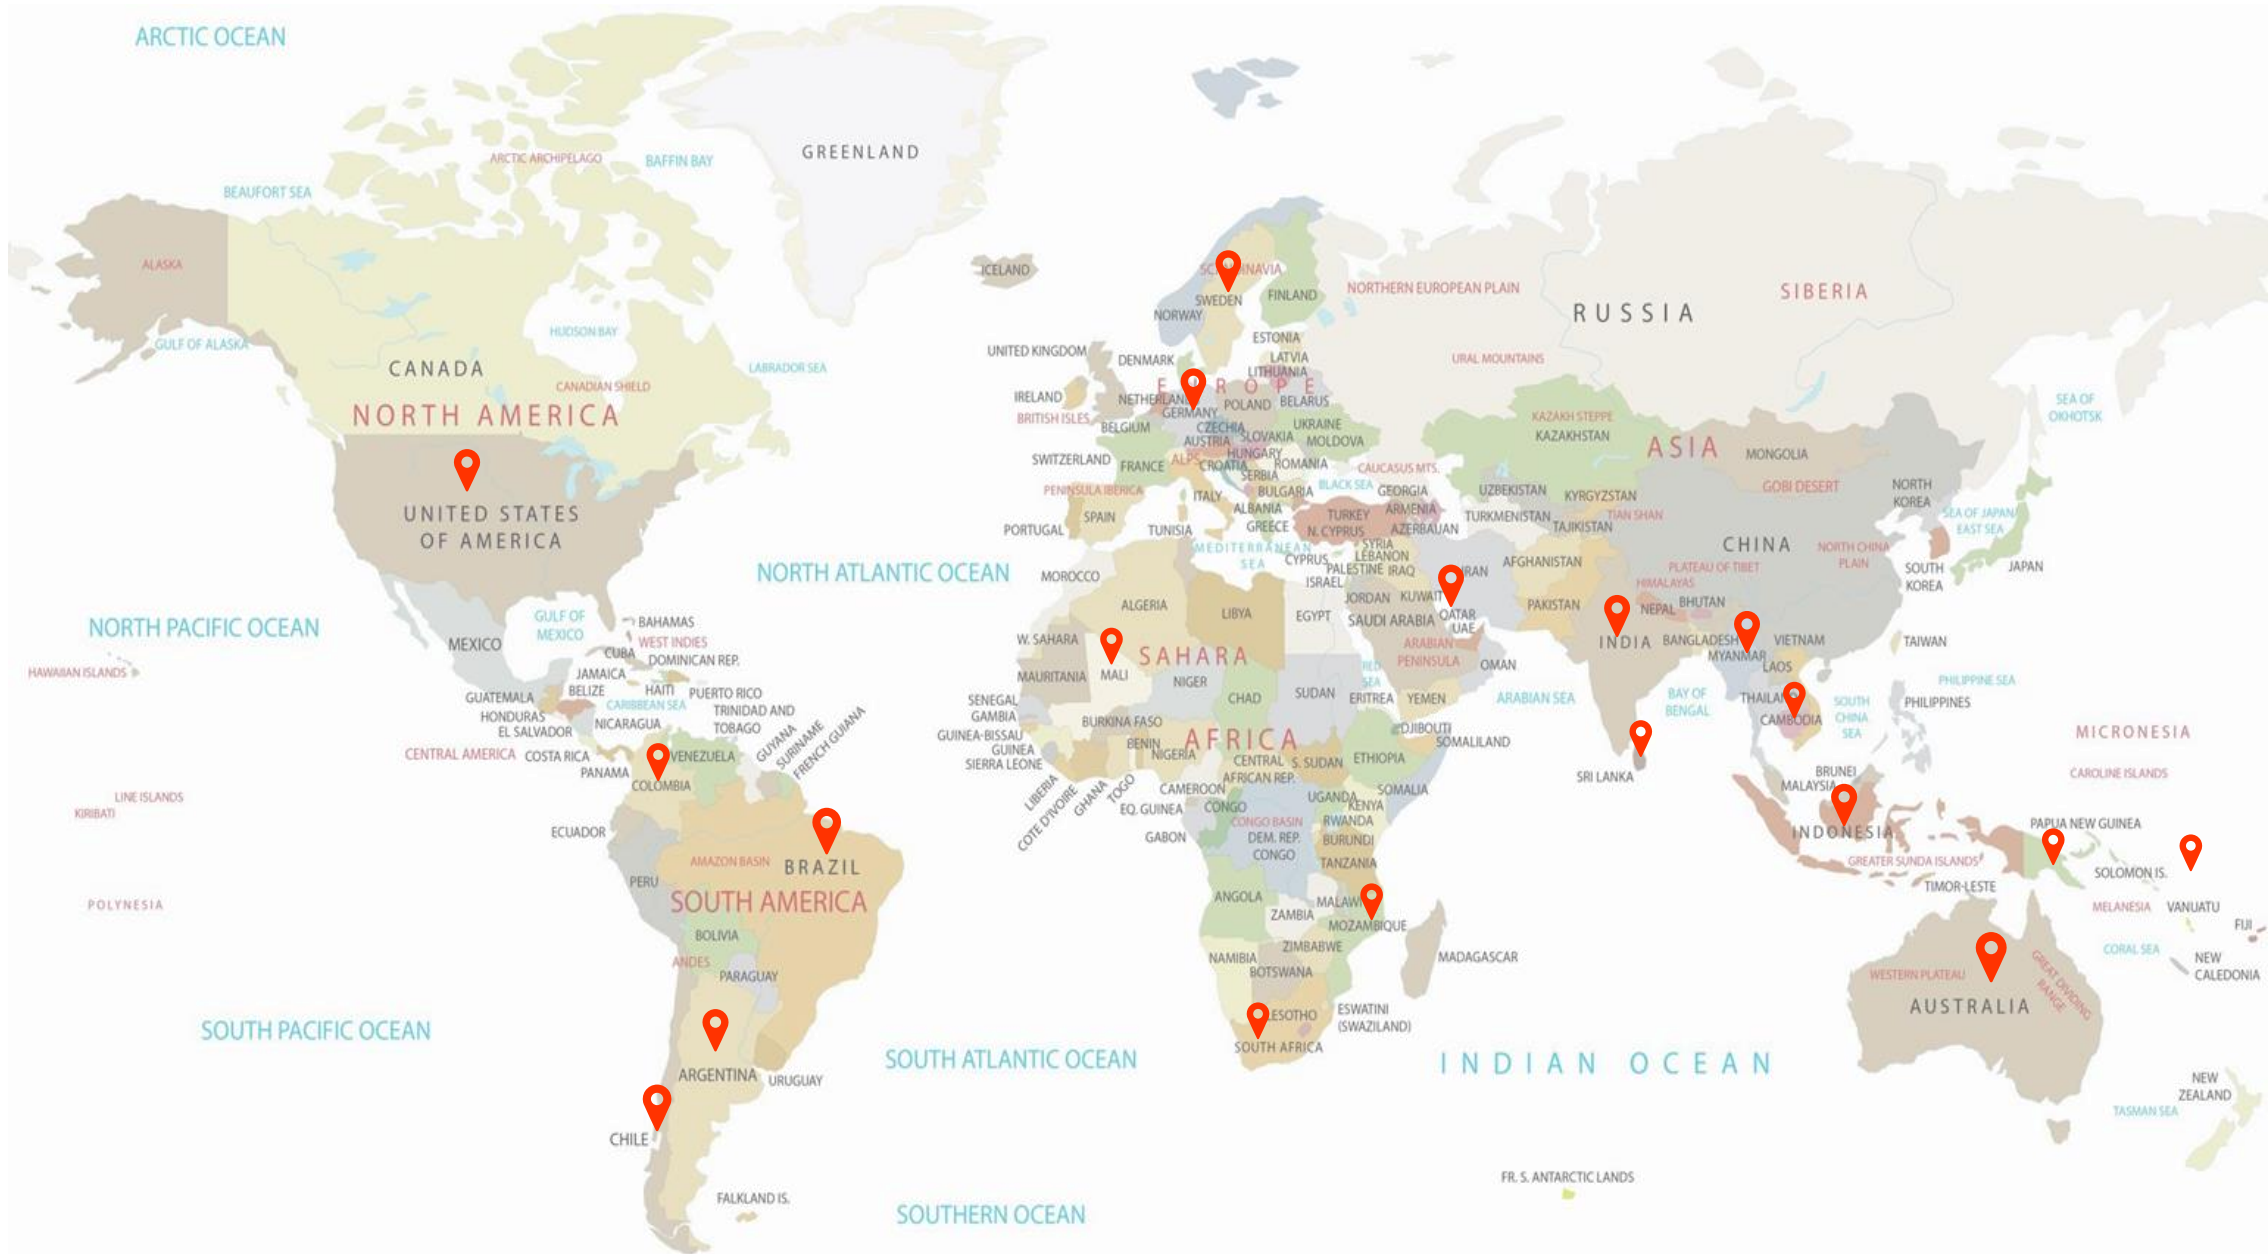 ARCTIC OCEAN
GREENLAND
ARCTIC ARCHIPELAGO
BAFFIN BAY
BEAUFORT SEA
ALASKA
ICELAND
SWEDEN
FINLAND
NORWAY
NORTHERN EUROPEAN PLAIN
RUSSIA
SIBERIA
GULF OF ALASKA
HUDSON BAY
CANADA
CANADIAN SHIELD
LABRADOR SEA
NORTH AMERICA
UNITED KINGDOM
DENMARK
ESTONIA
LATVIA
LITHUANIA
URAL MOUNTAINS
IRELAND
BRITISH ISLES
GERMANY
POLAND
BELARUS
BELGIUM
CZECHIA
SLOVAKIA
UKRAINE
MOLDOVA
AUSTRIA
HUNGARY
SWITZERLAND
FRANCE
ALPS
CROATIA
ROMANIA
SERBIA
CAUCASUS MTS.
KAZAKH STEPPE
KAZAKHSTAN
ASIA
MONGOLIA
GOBI DESERT
SEA OF
OKHOTSK
PENINSULA IBERICA
ITALY
BULGARIA
BLACK SEA
GEORGIA
UZBEKISTAN
KYRGYZSTAN
NORTH
KOREA
UNITED STATES
OF AMERICA
PORTUGAL
SPAIN
TUNISIA
ALBANIA
GREECE
TURKEY
N. CYPRUS
ARMENIA
AZERBAIJAN
TURKMENISTAN
TAJIKISTAN
TIAN SHAN
SEA OF JAPAN/
EAST SEA
MEDITERRANEAN
SEA
CYPRUS
SYRIA
LEBANON
PALESTINE
IRAQ
ISRAEL
IRAN
AFGHANISTAN
CHINA
NORTH CHINA
PLAIN
PLATEAU OF TIBET
HIMALAYAS
SOUTH
KOREA
JAPAN
NORTH ATLANTIC OCEAN
MOROCCO
ALGERIA
LIBYA
EGYPT
JORDAN
KUWAIT
SAUDI ARABIA
QATAR
UAE
PAKISTAN
NEPAL
BHUTAN
NORTH PACIFIC OCEAN
GULF OF
MEXICO
BAHAMAS
WEST INDIES
MEXICO
CUBA
DOMINICAN REP.
HAWAIIAN ISLANDS
JAMAICA
BELIZE
HAITI
PUERTO RICO
GUATEMALA
CARIBBEAN SEA
TRINIDAD AND
TOBAGO
HONDURAS
EL SALVADOR
NICARAGUA
W. SAHARA
SAHARA
MAURITANIA
MALI
NIGER
CHAD
SUDAN
RED
SEA
ERITREA
ARABIAN
PENINSULA
YEMEN
OMAN
ARABIAN SEA
INDIA
BANGLADESH
MYANMAR
VIETNAM
LAOS
TAIWAN
BAY OF
BENGAL
CAMBODIA
SOUTH
CHINA
SEA
PHILIPPINES
PHILIPPINE SEA
MICRONESIA
SENEGAL
GAMBIA
GUINEA-BISSAU
GUINEA
SIERRA LEONE
BURKINA FASO
BENIN
NIGERIA
AFRICA
CENTRAL
AFRICAN REP.
S. SUDAN
ETHIOPIA
DJIBOUTI
SOMALILAND
CENTRAL AMERICA
COSTA RICA
PANAMA
VENEZUELA
GUYANA
SURINAME
FRENCH GUIANA
COLOMBIA
LINE ISLANDS
KIRIBATI
ECUADOR
LIBERIA
COTE D'IVOIRE
GHANA
TOGO
CAMEROON
EQ. GUINEA
CONGO
GABON
CONGO BASIN
DEM. REP.
CONGO
UGANDA
KENYA
SOMALIA
RWANDA
BURUNDI
TANZANIA
SRI LANKA
BRUNEI
MALAYSIA
INDONESIA
GREATER SUNDA ISLANDS
TIMOR-LESTE
CAROLINE ISLANDS
PAPUA NEW GUINEA
SOLOMON IS.
MELANESIA
VANUATU
FIJI
AMAZON BASIN
BRAZIL
PERU
SOUTH AMERICA
POLYNESIA
BOLIVIA
ANDES
PARAGUAY
ANGOLA
ZAMBIA
MALAWI
MOZAMBIQUE
ZIMBABWE
NAMIBIA
BOTSWANA
MADAGASCAR
CORAL SEA
NEW
CALEDONIA
WESTERN PLATEAU
GREAT DIVIDING
RANGE
AUSTRALIA
LESOTHO
ESWATINI
(SWAZILAND)
SOUTH AFRICA
SOUTH PACIFIC OCEAN
SOUTH ATLANTIC OCEAN
INDIAN OCEAN
ARGENTINA
URUGUAY
CHILE
NEW
ZEALAND
TASMAN SEA
FALKLAND IS.
FR. S. ANTARCTIC LANDS
SOUTHERN OCEAN